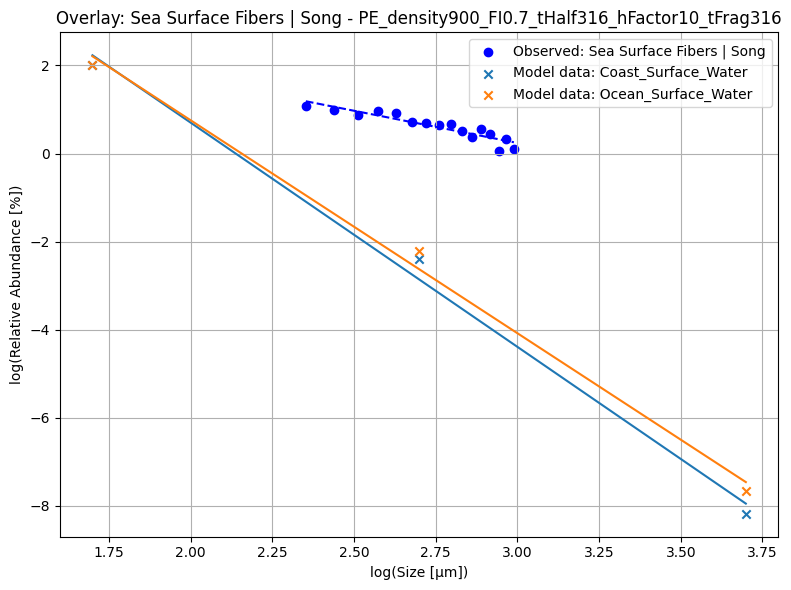 Overlay: Sea Surface Fibers | Song - PE_density900_FI0.7_tHalf316_hFactor10_tFrag316
Observed: Sea Surface Fibers | Song
Model data: Coast_Surface_Water
Model data: Ocean_Surface_Water
log(Relative Abundance [%])
2
0
−2
−4
−6
−8
1.75 2.00 2.25 2.50 2.75 3.00 3.25 3.50 3.75
log(Size [µm])